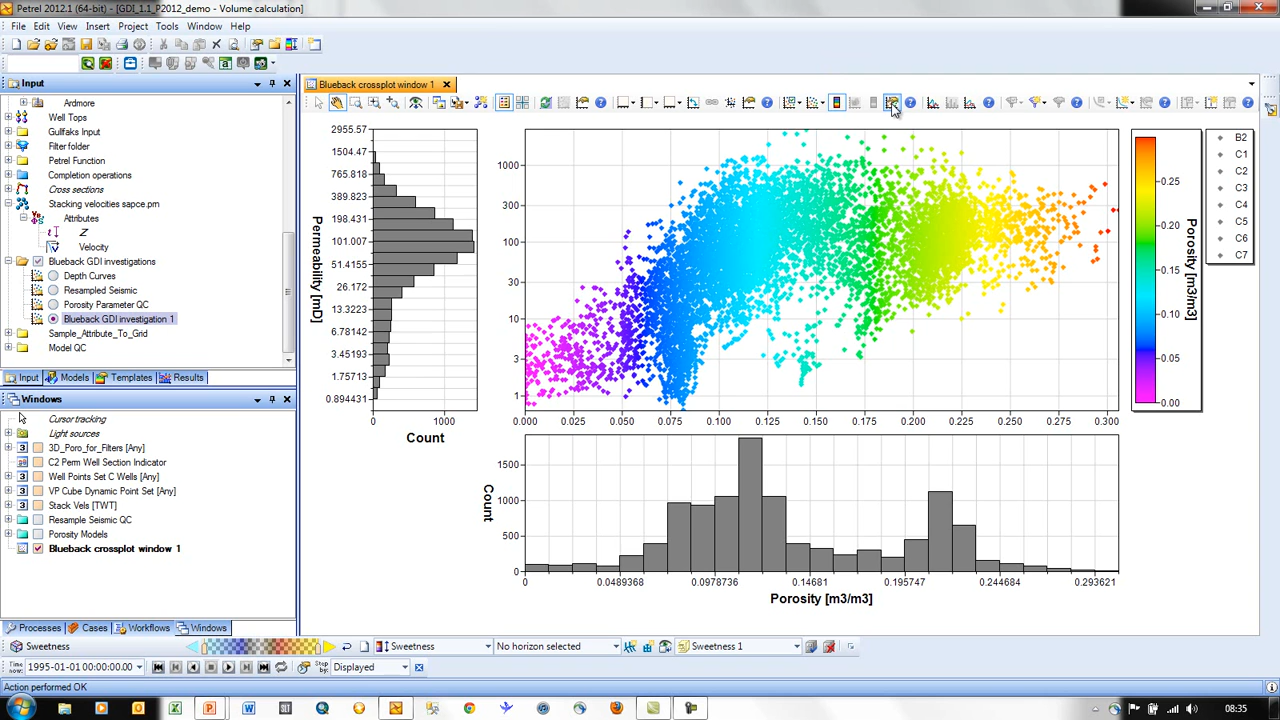 Petrel 2012.1 (64-bit) - [GDI_1.1_P2012_demo - Volume calculation]
File Edit View Insert Project Tools Window Help
Input
Blueback crossplot window 1
Ardmore
Well Tops
Gullfaks Input
Filter folder
Petrel Function
Completion operations
Cross sections
Stacking velocities sapce.pm
Attributes
Z
Velocity
Blueback GDI investigations
Depth Curves
Resampled Seismic
Porosity Parameter QC
Blueback GDI investigation 1
Sample_Attribute_To_Grid
Model QC
Input Models Templates Results
Windows
Cursor tracking
Light sources
3D_Poro_for_Filters [Any]
C2 Perm Well Section Indicator
Well Points Set C Wells [Any]
VP Cube Dynamic Point Set [Any]
Stack Vels [TWT]
Resample Seismic QC
Porosity Models
Blueback crossplot window 1
Processes Cases Workflows Windows
Permeability [mD]
2955.57
1504.47
765.818
389.823
198.431
101.007
51.4155
26.172
13.3223
6.78142
3.45193
1.75713
0.894431
0 1000
Count
1000
300
100
30
10
3
1
0.000 0.025 0.050 0.075 0.100 0.125 0.150 0.175 0.200 0.225 0.250 0.275 0.300
Count
1500
1000
500
0
0 0.0489368 0.0978736 0.14681 0.195747 0.244684 0.293621
Porosity [m3/m3]
0.25
0.20
0.15
0.10
0.05
0.00
Porosity [m3/m3]
B2
C1
C2
C3
C4
C5
C6
C7
Sweetness Sweetness No horizon selected Sweetness 1
Time now: 1995-01-01 00:00:00.00 Step by: Displayed
Action performed OK
08:35